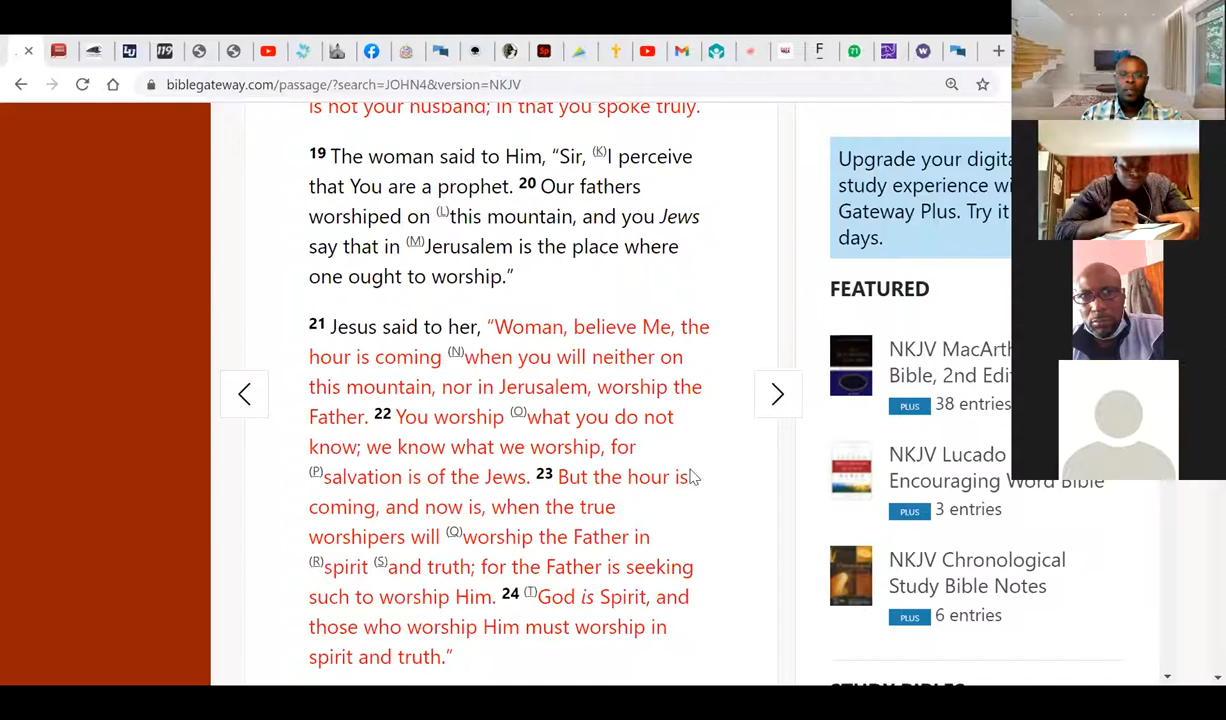 biblegateway.com/passage/?search=JOHN4&version=NKJV
is not your husband; in that you spoke truly.”
19 The woman said to Him, “Sir, (K)I perceive
that You are a prophet. 20 Our fathers
worshiped on (L)this mountain, and you Jews
say that in (M)Jerusalem is the place where
one ought to worship.”
21 Jesus said to her, “Woman, believe Me, the
hour is coming (N)when you will neither on
this mountain, nor in Jerusalem, worship the
Father. 22 You worship (O)what you do not
know; we know what we worship, for
(P)salvation is of the Jews. 23 But the hour is
coming, and now is, when the true
worshipers will (Q)worship the Father in
(R)spirit (S)and truth; for the Father is seeking
such to worship Him. 24 (T)God is Spirit, and
those who worship Him must worship in
spirit and truth.”
Upgrade your digita
study experience wi
Gateway Plus. Try it
days.
FEATURED
NKJV MacArth
Bible, 2nd Edi
PLUS 38 entries
NKJV Lucado
Encouraging Word Bible
PLUS 3 entries
NKJV Chronological
Study Bible Notes
PLUS 6 entries
STUDY BIBLES